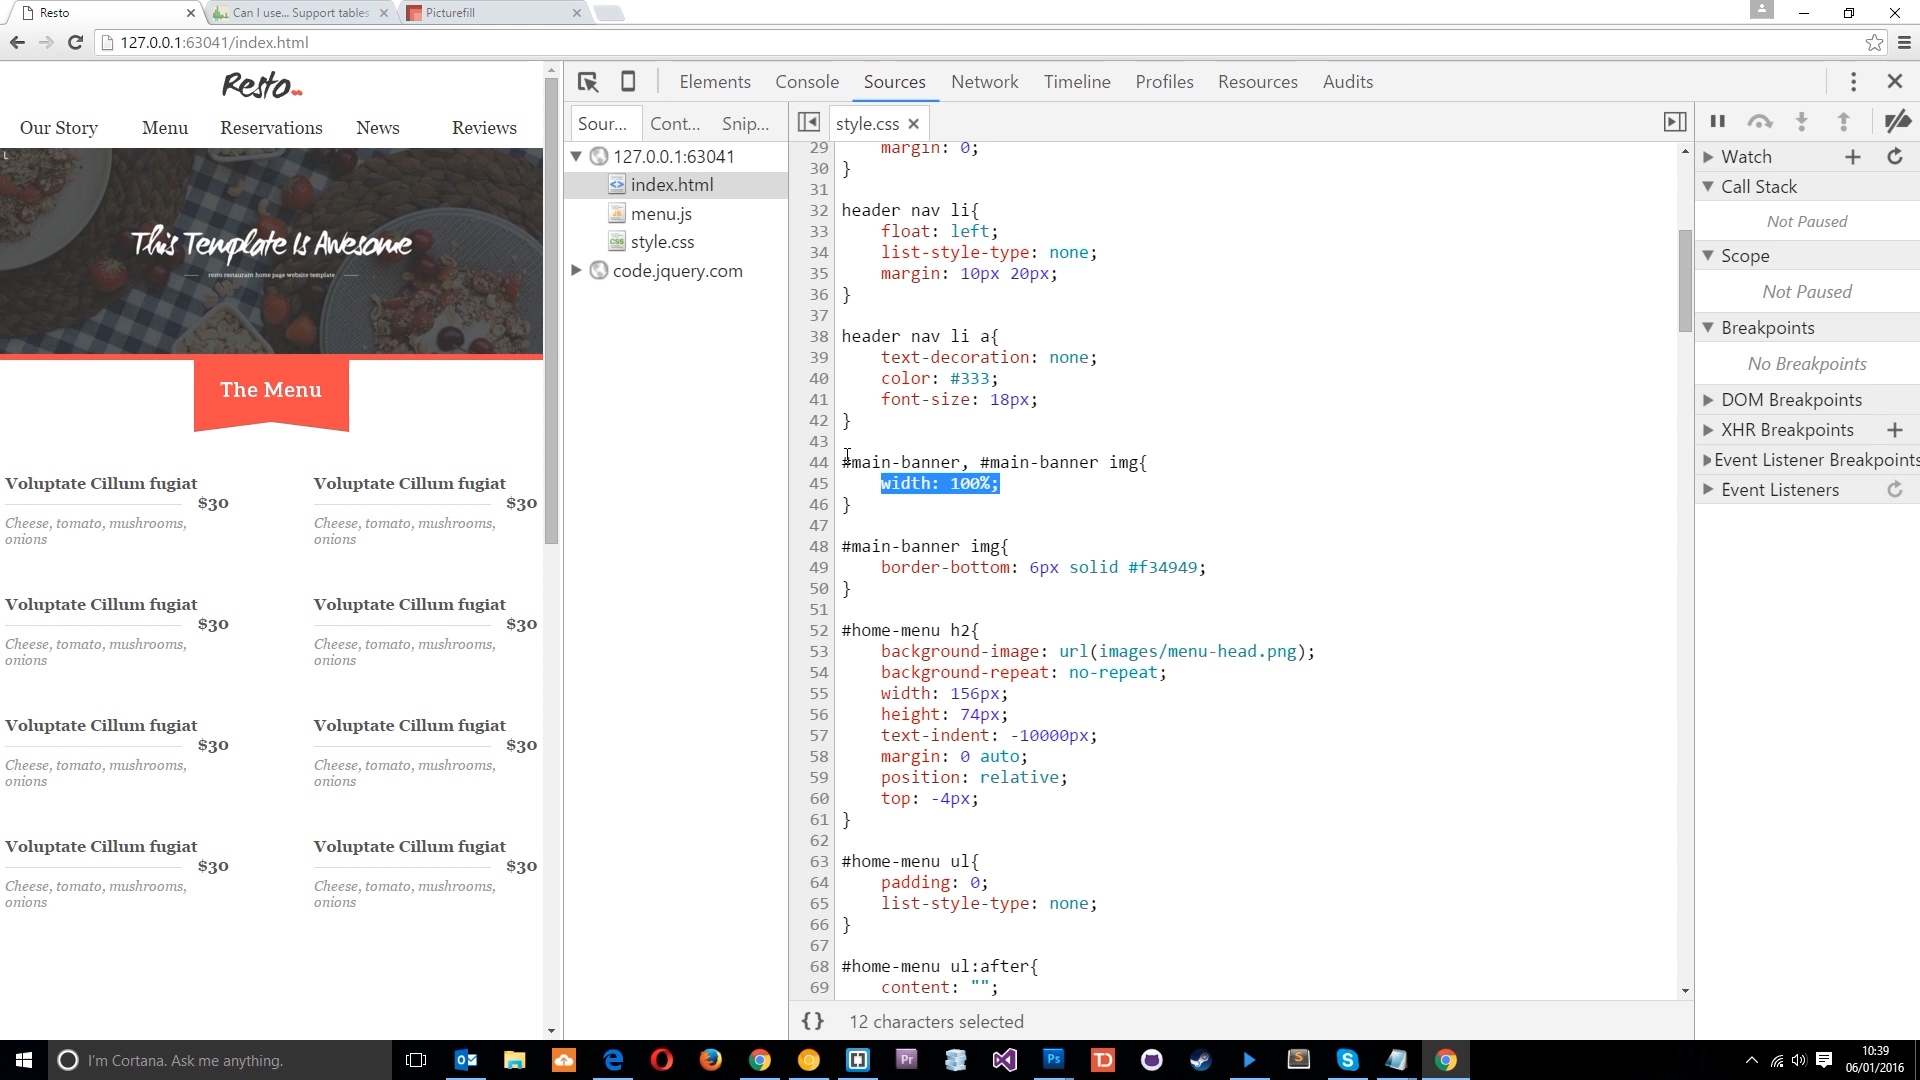 Resto
Can I use... Support tables
Picturefill
127.0.0.1:63041/index.html
Resto
Our Story
Menu
Reservations
News
Reviews
L
This Template Is Awesome
resto restaurant home page website template
The Menu
Voluptate Cillum fugiat
$30
Cheese, tomato, mushrooms,
onions
Voluptate Cillum fugiat
$30
Cheese, tomato, mushrooms,
onions
Voluptate Cillum fugiat
$30
Cheese, tomato, mushrooms,
onions
Voluptate Cillum fugiat
$30
Cheese, tomato, mushrooms,
onions
Voluptate Cillum fugiat
$30
Cheese, tomato, mushrooms,
onions
Voluptate Cillum fugiat
$30
Cheese, tomato, mushrooms,
onions
Voluptate Cillum fugiat
$30
Cheese, tomato, mushrooms,
onions
Voluptate Cillum fugiat
$30
Cheese, tomato, mushrooms,
onions
Elements
Console
Sources
Network
Timeline
Profiles
Resources
Audits
Sour...
Cont...
Snip...
127.0.0.1:63041
index.html
menu.js
style.css
code.jquery.com
style.css
29 margin: 0;
30 }
31
32 header nav li{
33 float: left;
34 list-style-type: none;
35 margin: 10px 20px;
36 }
37
38 header nav li a{
39 text-decoration: none;
40 color: #333;
41 font-size: 18px;
42 }
43
44 #main-banner, #main-banner img{
45 width: 100%;
46 }
47
48 #main-banner img{
49 border-bottom: 6px solid #f34949;
50 }
51
52 #home-menu h2{
53 background-image: url(images/menu-head.png);
54 background-repeat: no-repeat;
55 width: 156px;
56 height: 74px;
57 text-indent: -10000px;
58 margin: 0 auto;
59 position: relative;
60 top: -4px;
61 }
62
63 #home-menu ul{
64 padding: 0;
65 list-style-type: none;
66 }
67
68 #home-menu ul:after{
69 content: "";
{} 12 characters selected
Watch
Call Stack
Not Paused
Scope
Not Paused
Breakpoints
No Breakpoints
DOM Breakpoints
XHR Breakpoints
Event Listener Breakpoints
Event Listeners
I'm Cortana. Ask me anything.
10:39
06/01/2016